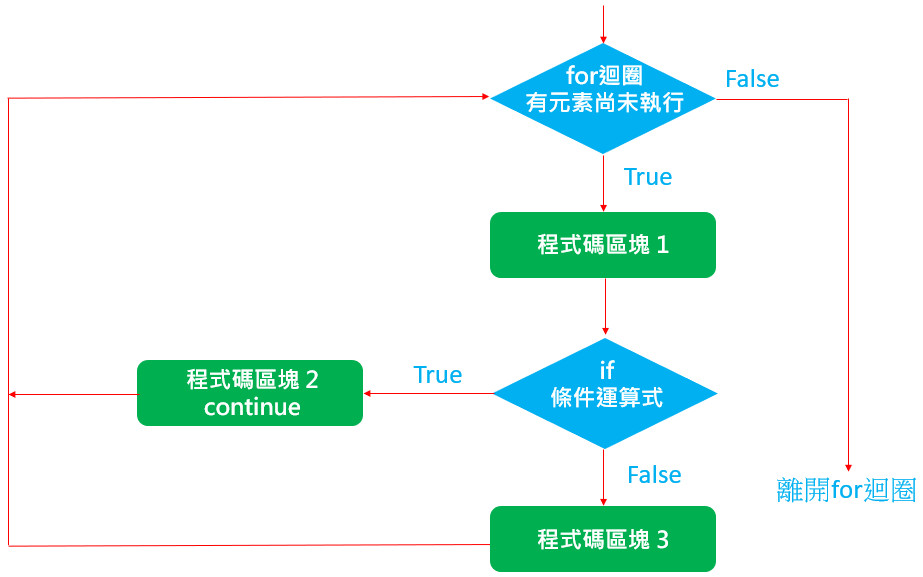 for迴圈
有元素尚未執行
False
True
程式碼區塊 1
if
條件運算式
True
程式碼區塊 2
continue
False
離開for迴圈
程式碼區塊 3